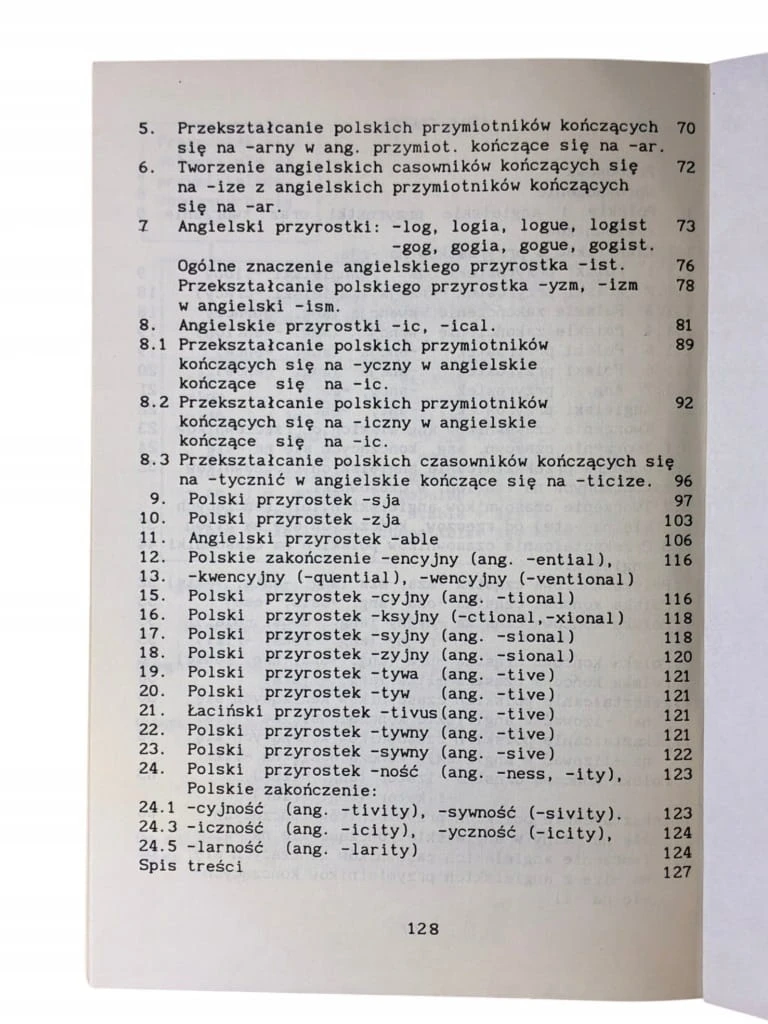 5. Przekształcanie polskich przymiotników kończących 70
się na -arny w ang. przymiot. kończące się na -ar.
6. Tworzenie angielskich casowników kończących się 72
na -ize z angielskich przymiotników kończących
się na -ar.
7 Angielski przyrostki: -log, logia, logue, logist 73
-gog, gogia, gogue, gogist.
Ogólne znaczenie angielskiego przyrostka -ist. 76
Przekształcanie polskiego przyrostka -yzm, -izm 78
w angielski -ism.
8. Angielskie przyrostki -ic, -ical. 81
8.1 Przekształcanie polskich przymiotników 89
kończących się na -yczny w angielskie
kończące się na -ic.
8.2 Przekształcanie polskich przymiotników 92
kończących się na -iczny w angielskie
kończące się na -ic.
8.3 Przekształcanie polskich czasowników kończących się
na -tycznić w angielskie kończące się na -ticize. 96
9. Polski przyrostek -sja 97
10. Polski przyrostek -zja 103
11. Angielski przyrostek -able 106
12. Polskie zakończenie -encyjny (ang. -ential), 116
13. -kwencyjny (-quential), -wencyjny (-ventional)
15. Polski przyrostek -cyjny (ang. -tional) 116
16. Polski przyrostek -ksyjny (-ctional,-xional) 118
17. Polski przyrostek -syjny (ang. -sional) 118
18. Polski przyrostek -zyjny (ang. -sional) 120
19. Polski przyrostek -tywa (ang. -tive) 121
20. Polski przyrostek -tyw (ang. -tive) 121
21. Łaciński przyrostek -tivus(ang. -tive) 121
22. Polski przyrostek -tywny (ang. -tive) 121
23. Polski przyrostek -sywny (ang. -sive) 122
24. Polski przyrostek -ność (ang. -ness, -ity), 123
Polskie zakończenie:
24.1 -cyjność (ang. -tivity), -sywność (-sivity). 123
24.3 -iczność (ang. -icity), -yczność (-icity), 124
24.5 -larność (ang. -larity) 124
Spis treści 127
128